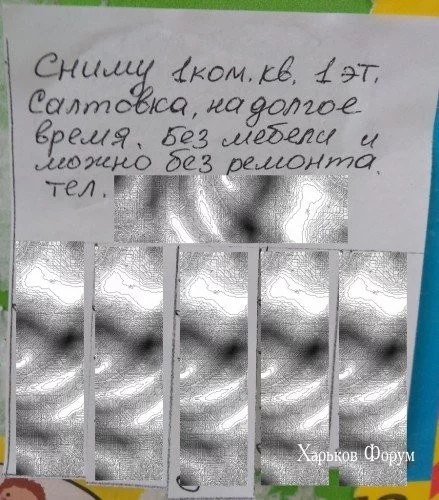 Сниму 1ком.кв. 1эт.
Салтовка, на долгое
время. Без мебели и
можно без ремонта.
тел.
Харьков Форум